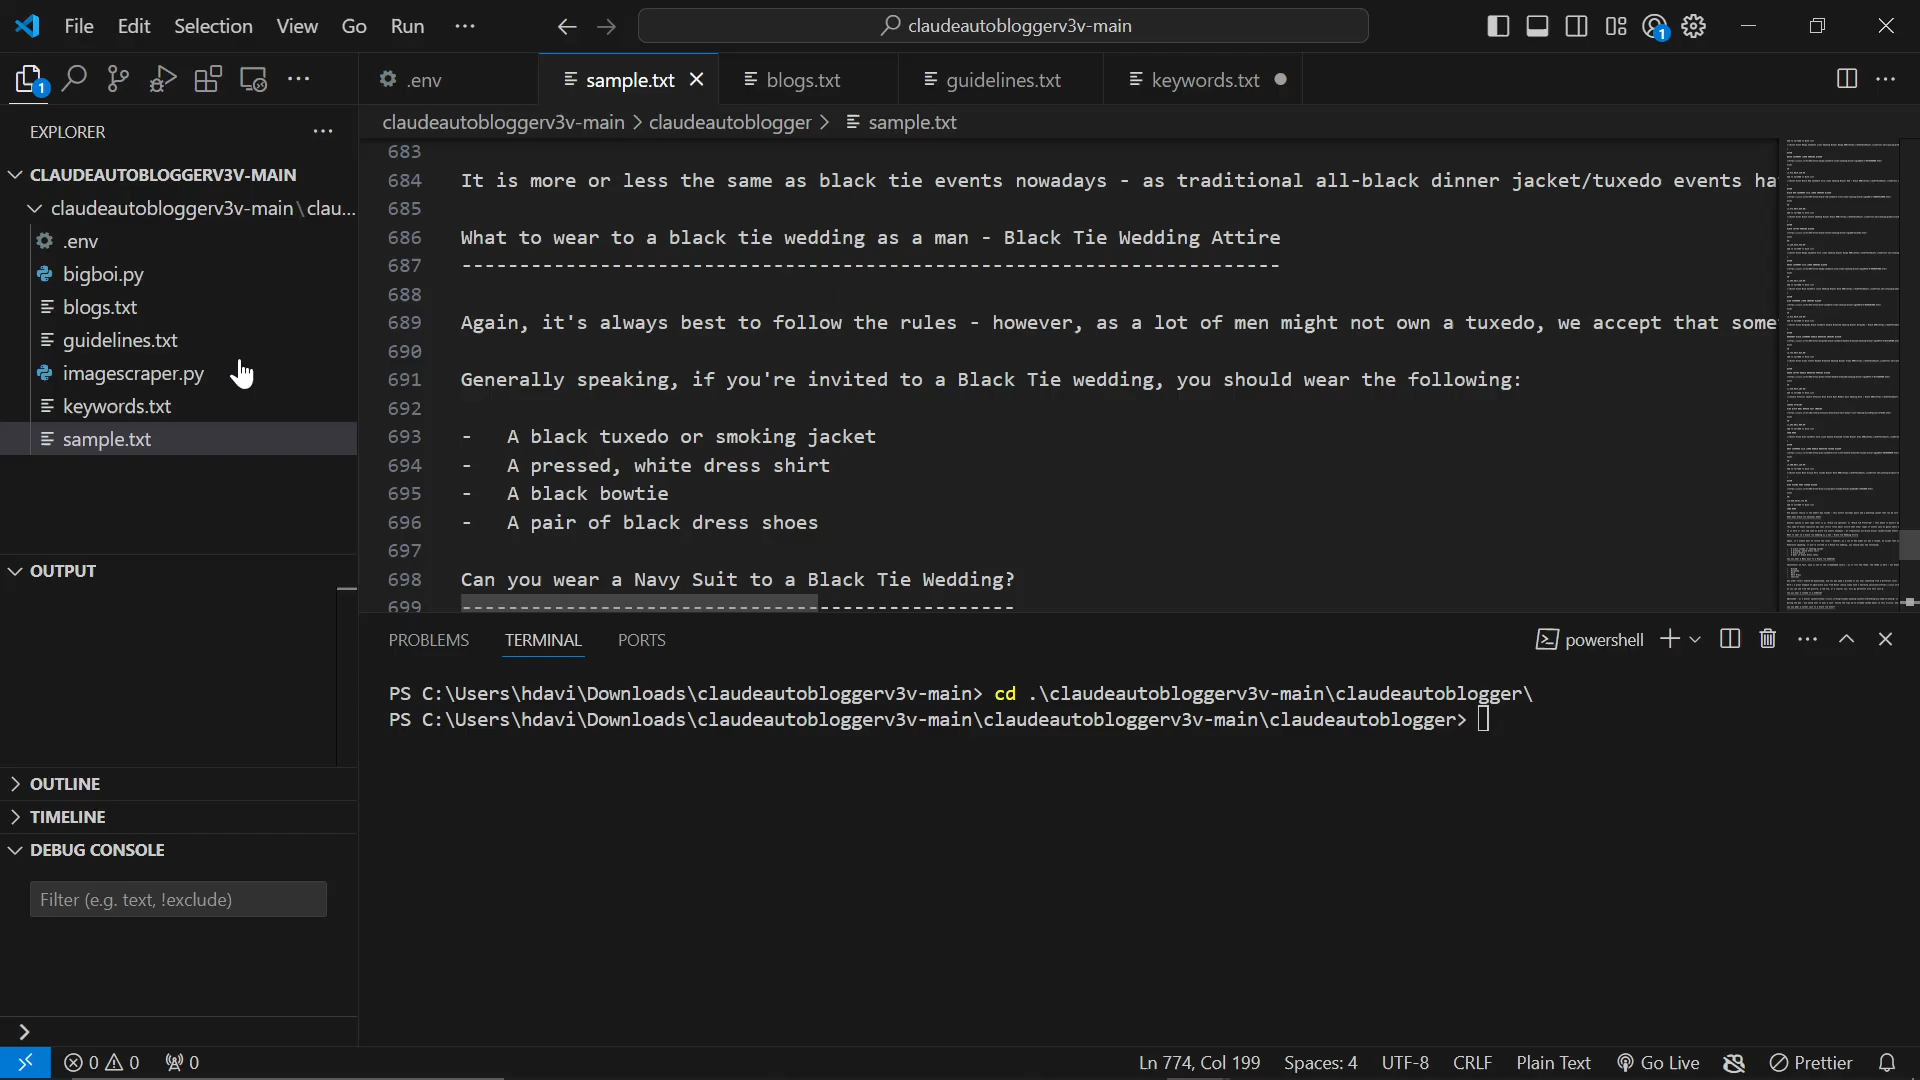 File Edit Selection View Go Run ···
claudeautobloggerv3v-main
1
1
.env
sample.txt
blogs.txt
guidelines.txt
keywords.txt
EXPLORER
claudeautobloggerv3v-main > claudeautoblogger > sample.txt
CLAUDEAUTOBLOGGERV3V-MAIN
claudeautobloggerv3v-main\clau...
.env
bigboi.py
blogs.txt
guidelines.txt
imagescraper.py
keywords.txt
sample.txt
683
684 It is more or less the same as black tie events nowadays - as traditional all-black dinner jacket/tuxedo events ha
685
686 What to wear to a black tie wedding as a man - Black Tie Wedding Attire
687 -----------------------------------------------------------------------
688
689 Again, it's always best to follow the rules - however, as a lot of men might not own a tuxedo, we accept that some
690
691 Generally speaking, if you're invited to a Black Tie wedding, you should wear the following:
692
693 - A black tuxedo or smoking jacket
694 - A pressed, white dress shirt
695 - A black bowtie
696 - A pair of black dress shoes
697
698 Can you wear a Navy Suit to a Black Tie Wedding?
699 ------------------------------------------------
OUTPUT
OUTLINE
TIMELINE
DEBUG CONSOLE
Filter (e.g. text, !exclude)
PROBLEMS TERMINAL PORTS
powershell
PS C:\Users\hdavi\Downloads\claudeautobloggerv3v-main> cd .\claudeautobloggerv3v-main\claudeautoblogger\
PS C:\Users\hdavi\Downloads\claudeautobloggerv3v-main\claudeautobloggerv3v-main\claudeautoblogger>
0 0 0
Ln 774, Col 199 Spaces: 4 UTF-8 CRLF Plain Text Go Live Prettier